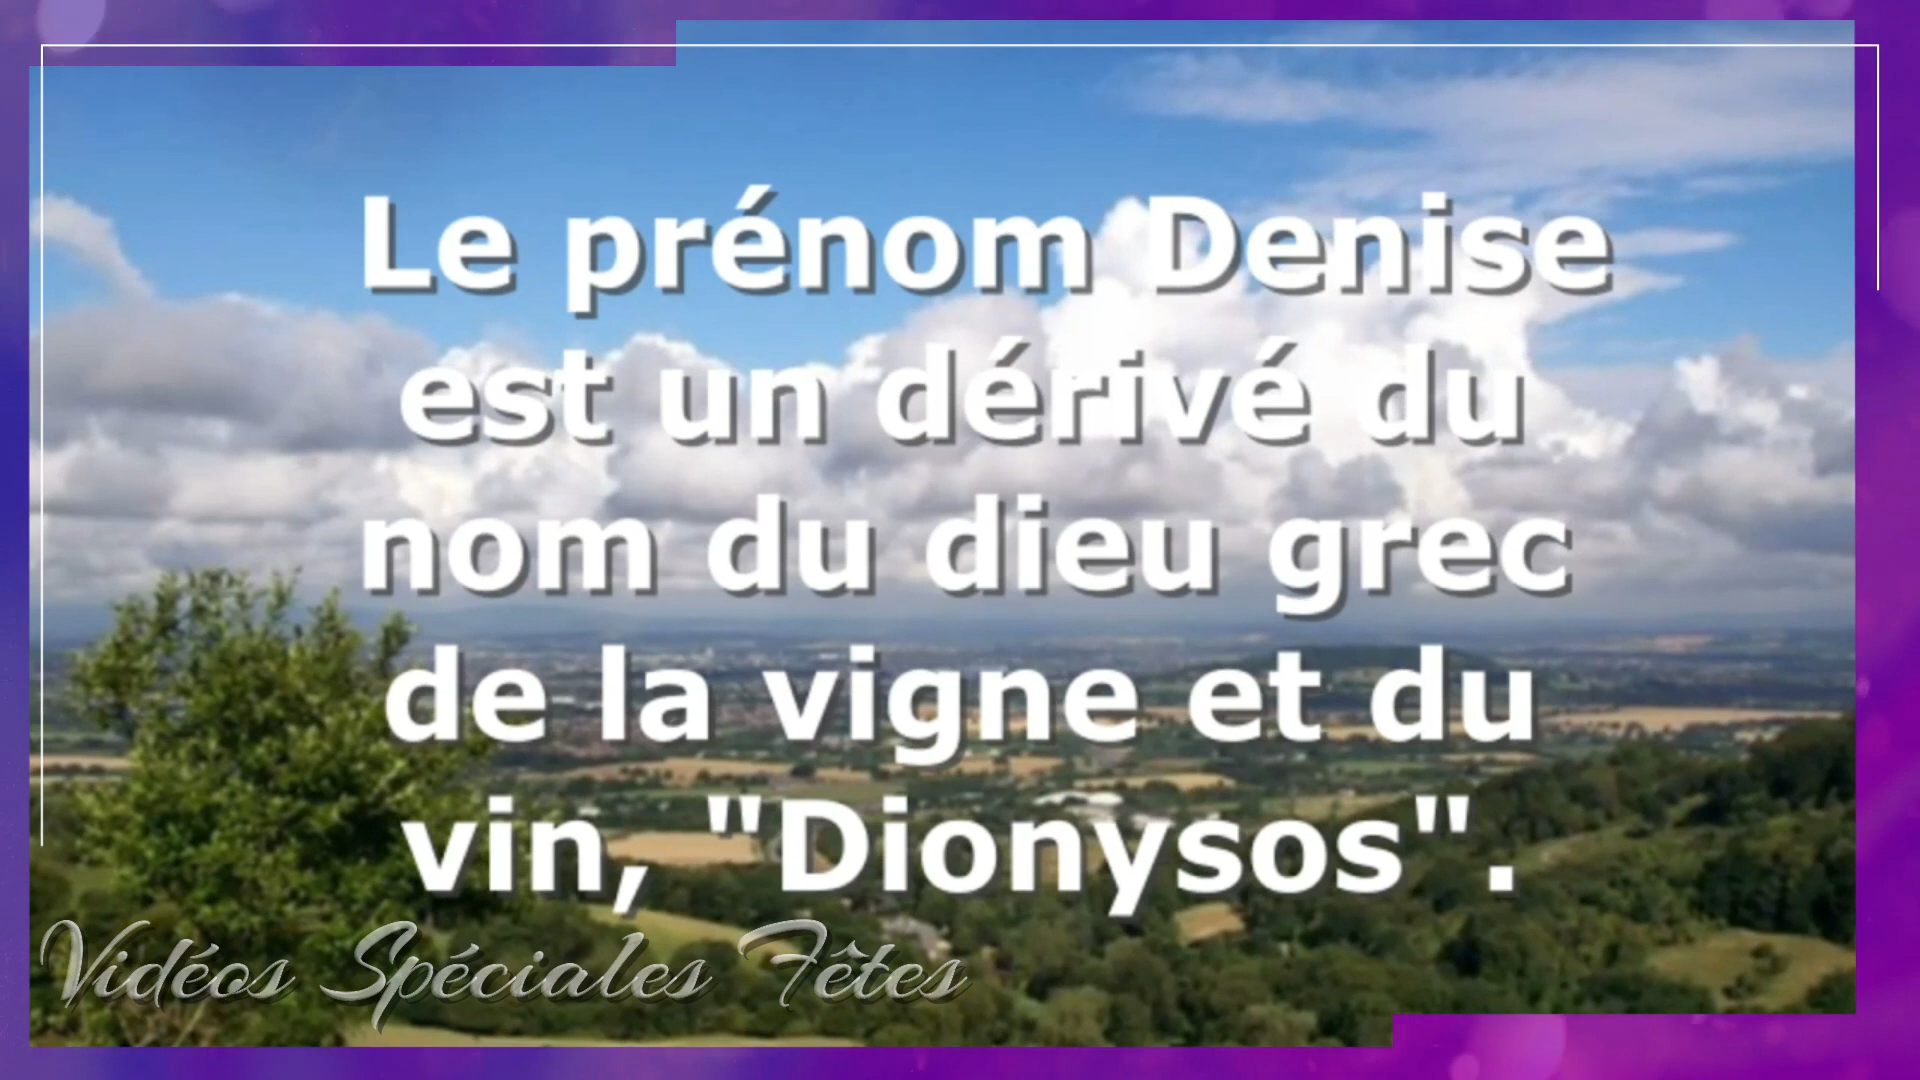 Le prénom Denise
est un dérivé du
nom du dieu grec
de la vigne et du
vin, "Dionysos".
Vidéos Spéciales Fêtes